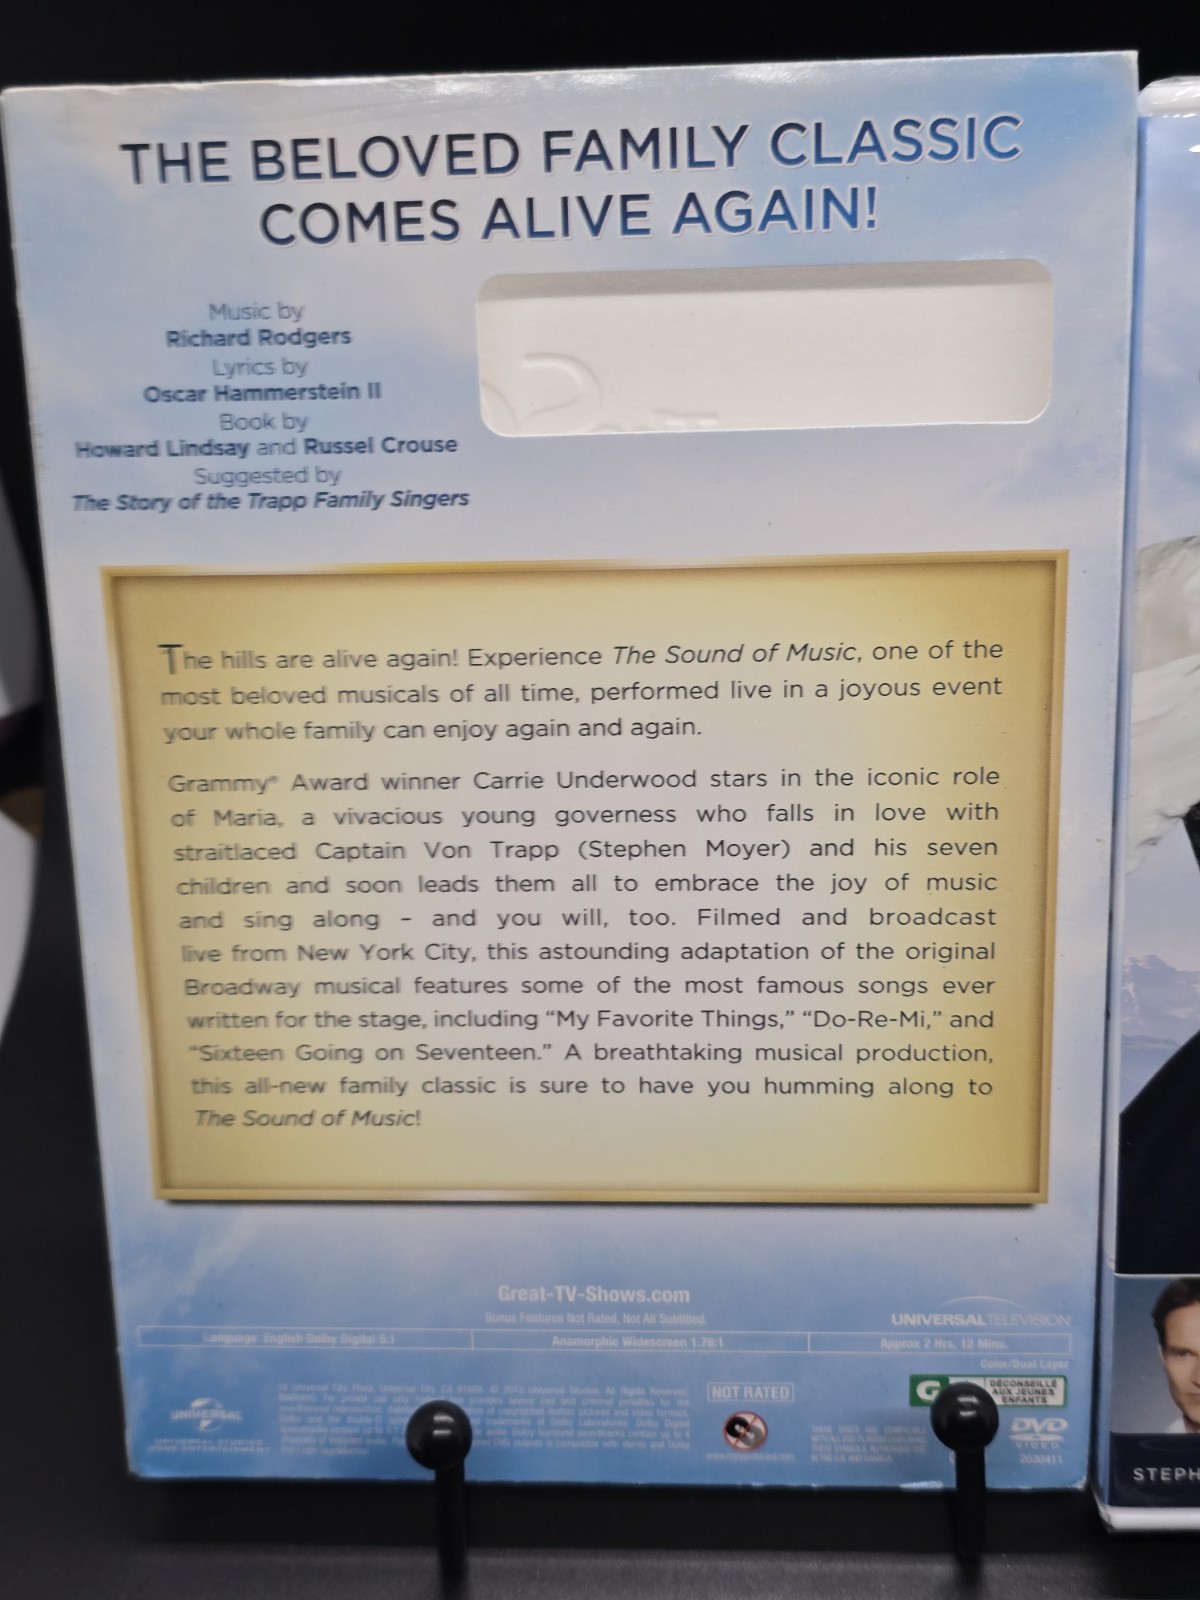 THE BELOVED FAMILY CLASSIC
COMES ALIVE AGAIN!
Music by
Richard Rodgers
Lyrics by
Oscar Hammerstein II
Book by
Howard Lindsay and Russel Crouse
Suggested by
The Story of the Trapp Family Singers
The hills are alive again! Experience The Sound of Music, one of the
most beloved musicals of all time, performed live in a joyous event
your whole family can enjoy again and again.
Grammy® Award winner Carrie Underwood stars in the iconic role
of Maria, a vivacious young governess who falls in love with
straitlaced Captain Von Trapp (Stephen Moyer) and his seven
children and soon leads them all to embrace the joy of music
and sing along – and you will, too. Filmed and broadcast
live from New York City, this astounding adaptation of the original
Broadway musical features some of the most famous songs ever
written for the stage, including “My Favorite Things,” “Do-Re-Mi,” and
“Sixteen Going on Seventeen.” A breathtaking musical production,
this all-new family classic is sure to have you humming along to
The Sound of Music!
Great-TV-Shows.com
Bonus Features Not Rated, Not All Subtitled.
UNIVERSAL TELEVISION
Language: English Dolby Digital 5.1
Anamorphic Widescreen 1.78:1
Approx 2 Hrs. 12 Mins.
Color/Dual Layer
NOT RATED
G
DÉCONSEILLÉ
AUX JEUNES
ENFANTS
UNIVERSAL
UNIVERSAL STUDIOS
HOME ENTERTAINMENT
DVD
VIDEO
2030411
STEPH